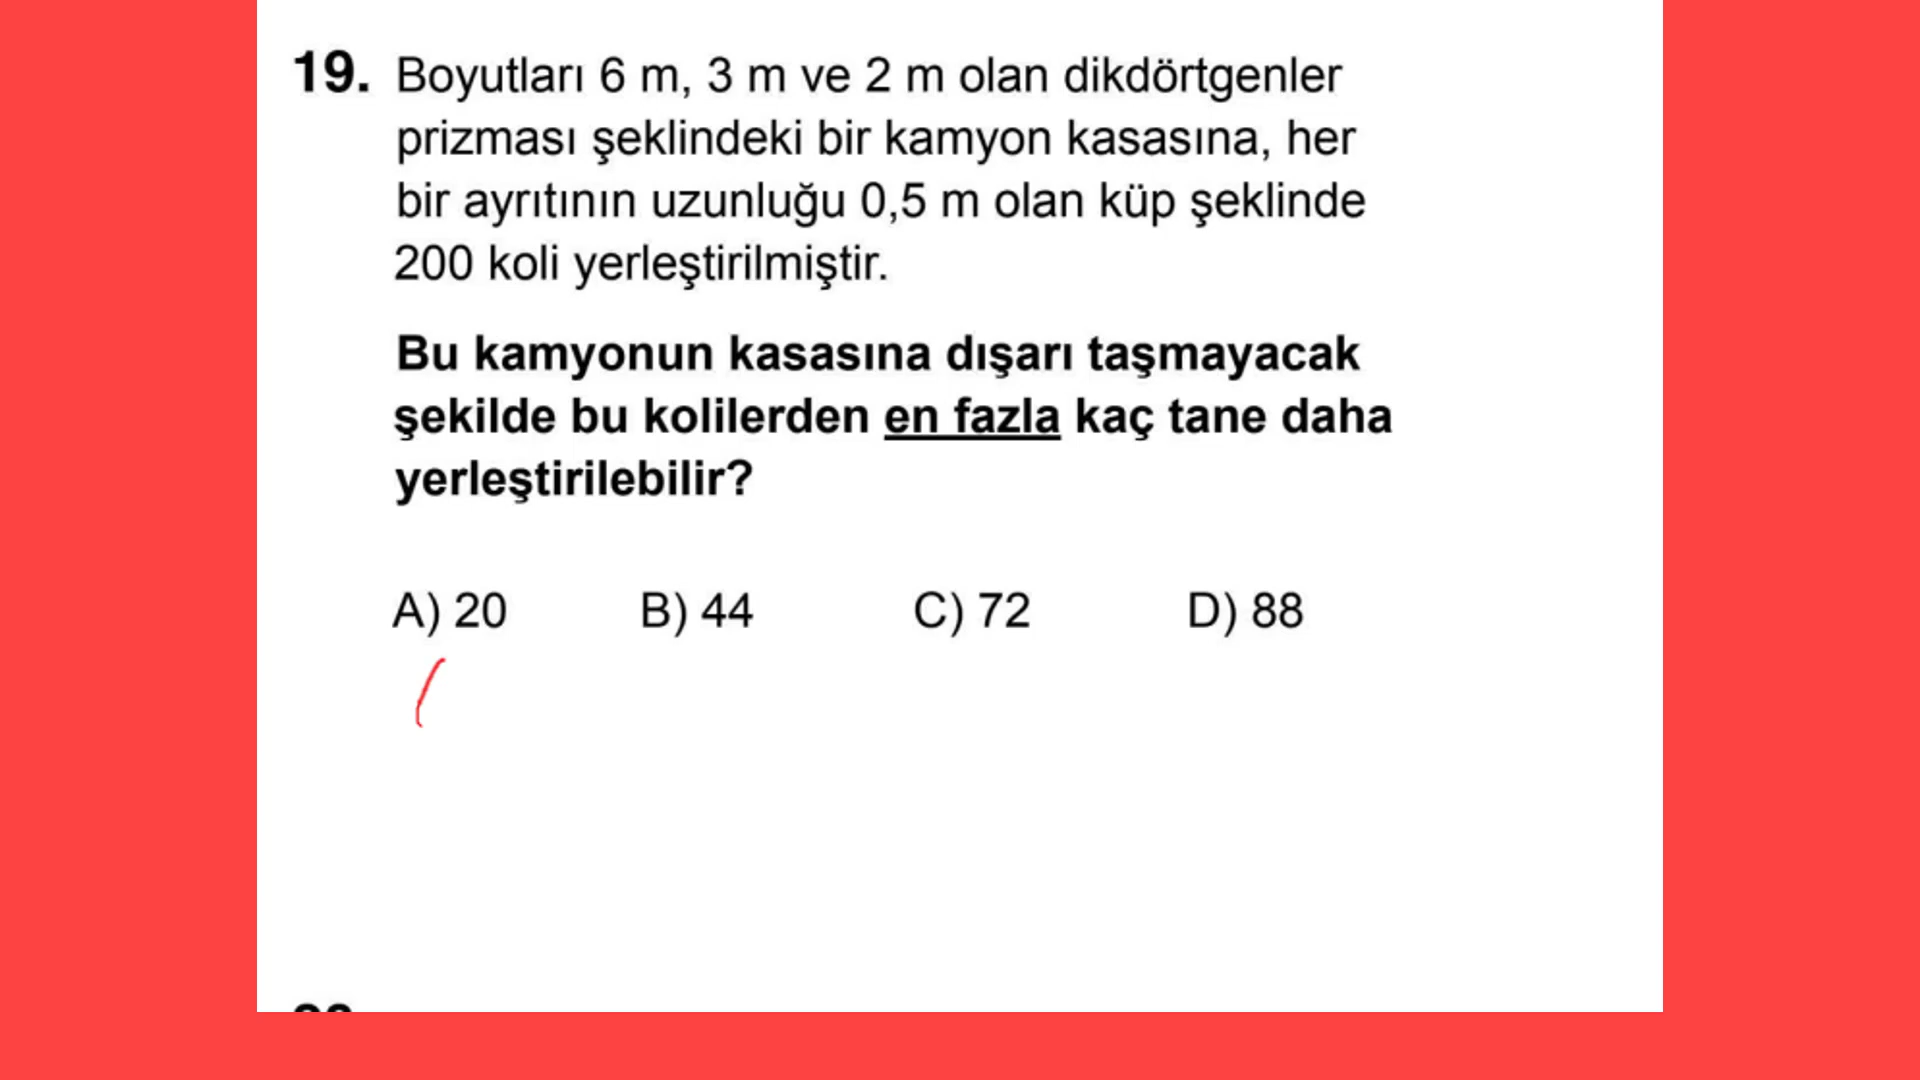 19. Boyutları 6 m, 3 m ve 2 m olan dikdörtgenler
prizması şeklindeki bir kamyon kasasına, her
bir ayrıtının uzunluğu 0,5 m olan küp şeklinde
200 koli yerleştirilmiştir.
Bu kamyonun kasasına dışarı taşmayacak
şekilde bu kolilerden en fazla kaç tane daha
yerleştirilebilir?
A) 20 B) 44 C) 72 D) 88